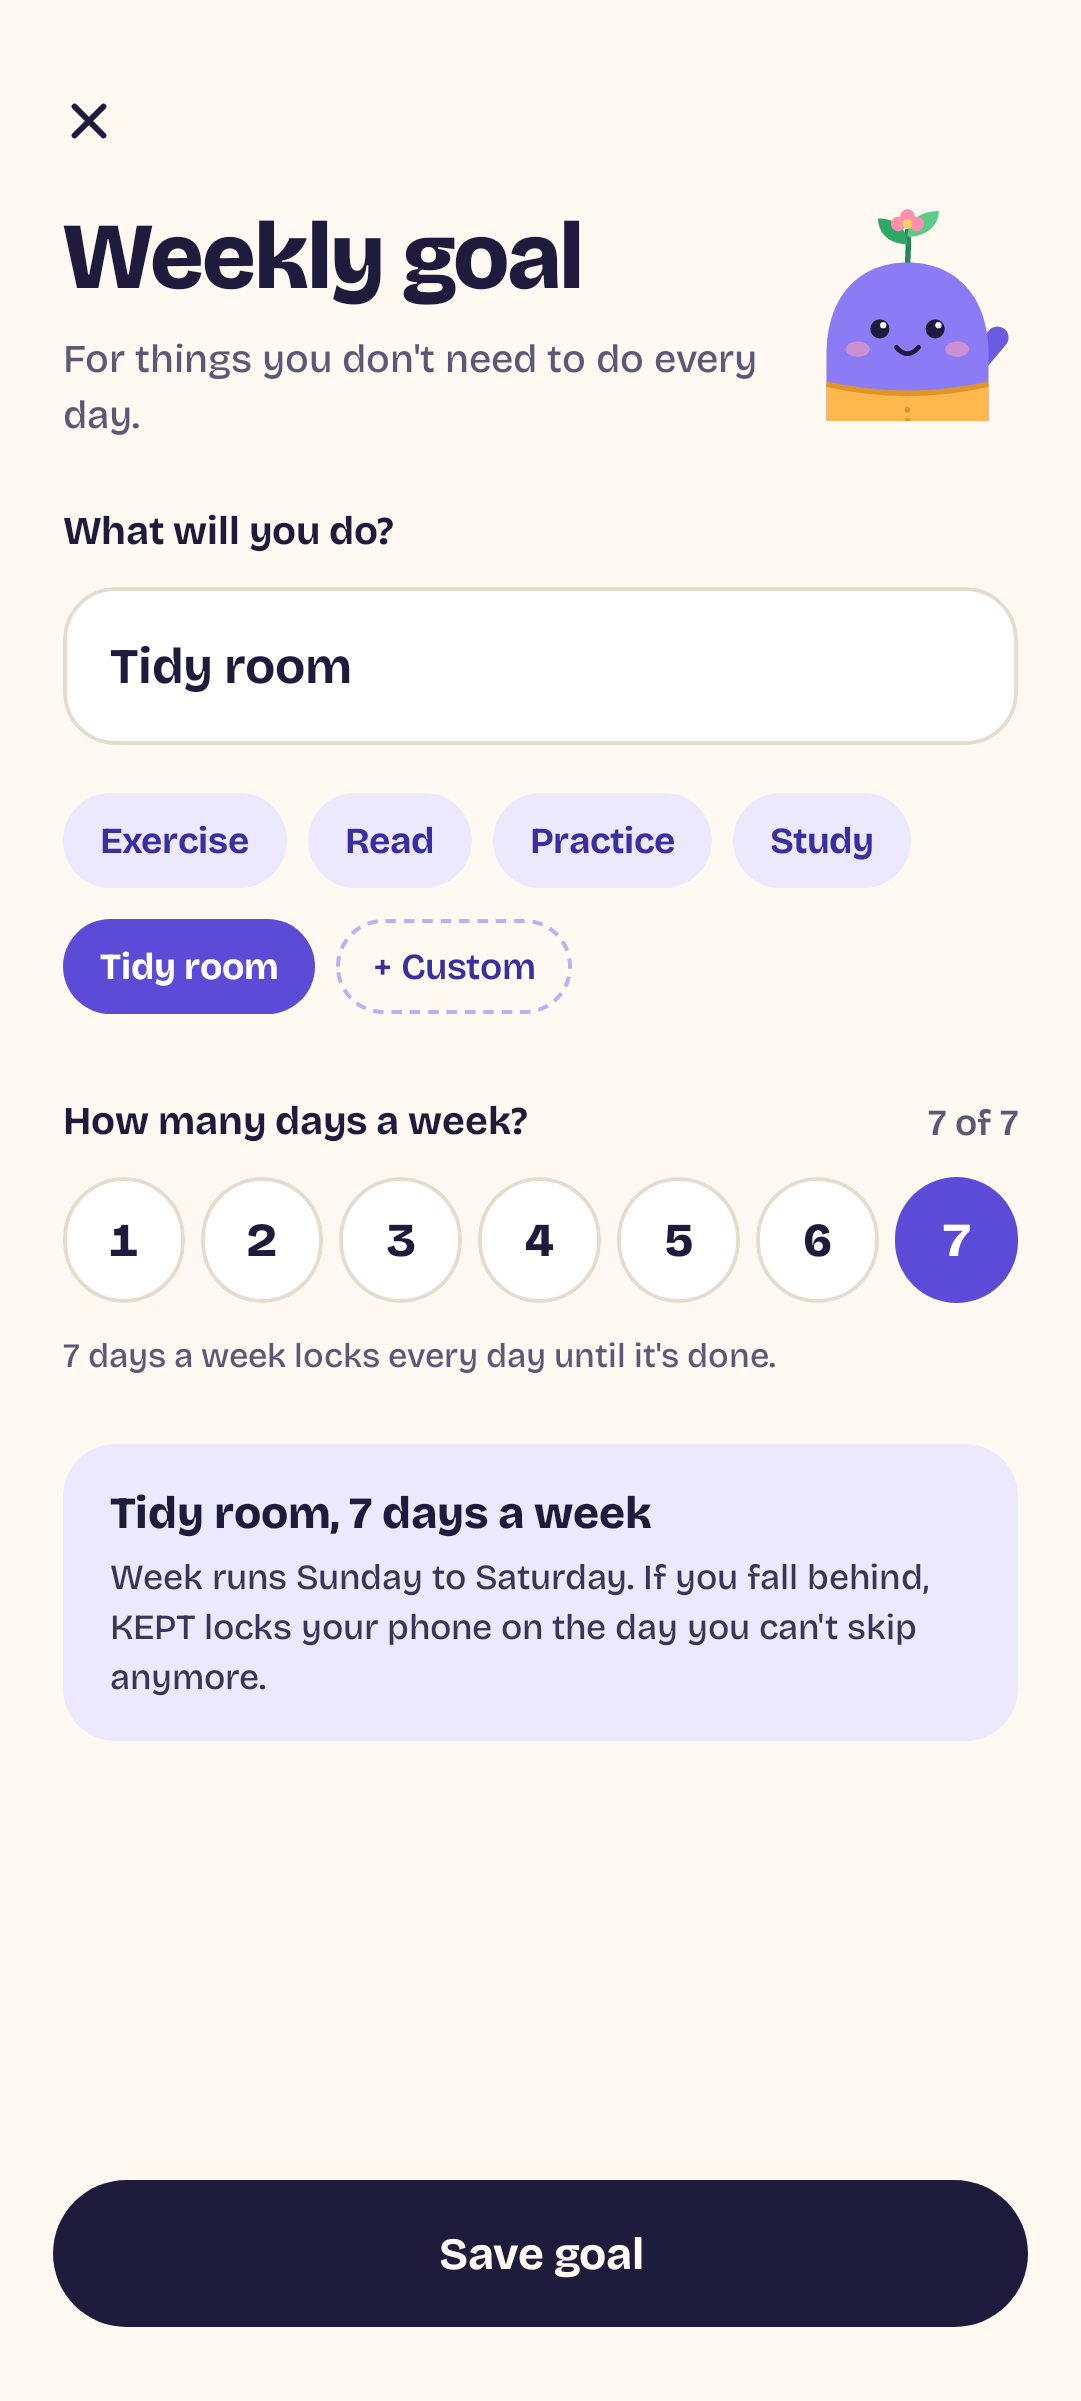 Weekly goal
For things you don't need to do every
day.
What will you do?
Tidy room
Exercise Read Practice Study
Tidy room + Custom
How many days a week? 7 of 7
1 2 3 4 5 6 7
7 days a week locks every day until it's done.
Tidy room, 7 days a week
Week runs Sunday to Saturday. If you fall behind,
KEPT locks your phone on the day you can't skip
anymore.
Save goal